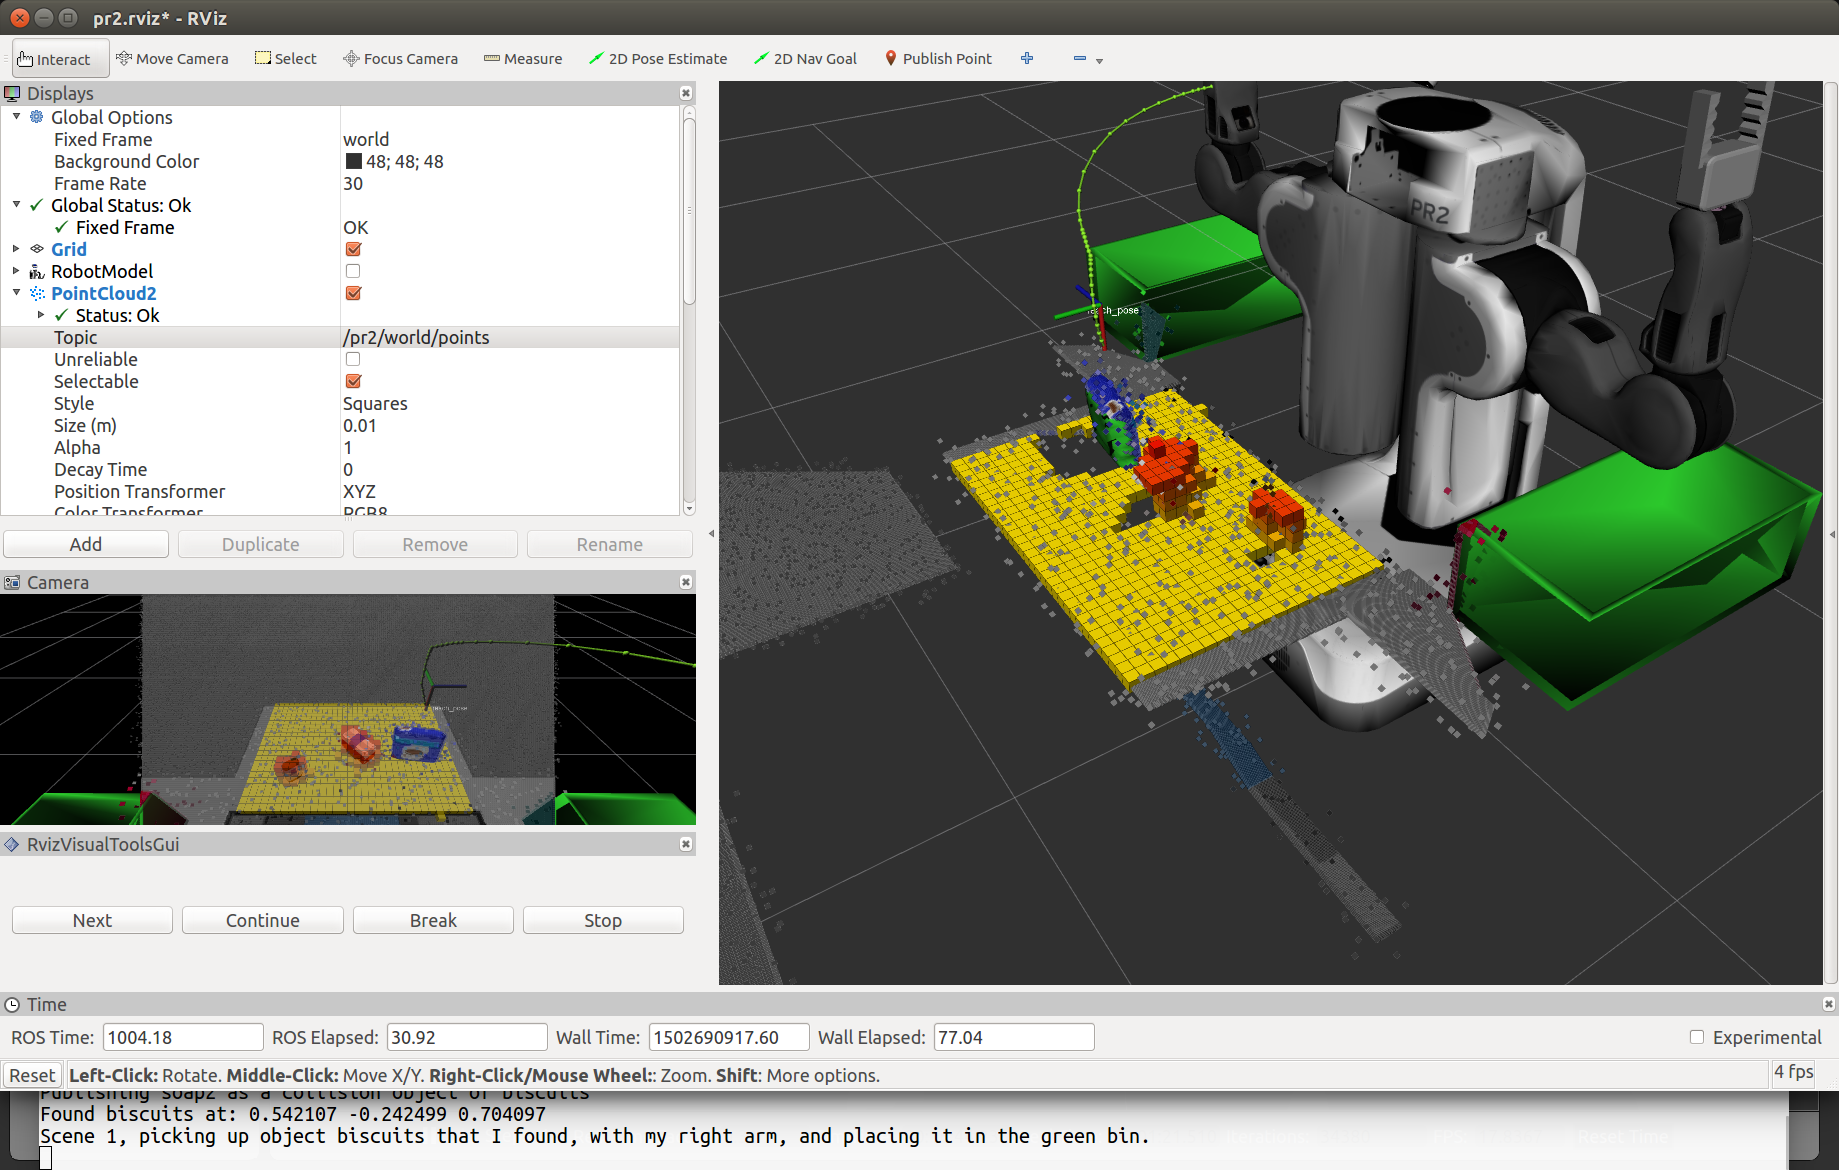 pr2.rviz* - RViz
Interact Move Camera Select Focus Camera Measure 2D Pose Estimate 2D Nav Goal Publish Point
Displays
Global Options
Fixed Frame world
Background Color 48; 48; 48
Frame Rate 30
Global Status: Ok
Fixed Frame OK
Grid
RobotModel
PointCloud2
Status: Ok
Topic /pr2/world/points
Unreliable
Selectable
Style Squares
Size (m) 0.01
Alpha 1
Decay Time 0
Position Transformer XYZ
Color Transformer RGB8
Add Duplicate Remove Rename
Camera
RvizVisualToolsGui
Next Continue Break Stop
PR2
Time
ROS Time: 1004.18 ROS Elapsed: 30.92 Wall Time: 1502690917.60 Wall Elapsed: 77.04 Experimental
Reset Left-Click: Rotate. Middle-Click: Move X/Y. Right-Click/Mouse Wheel:: Zoom. Shift: More options. 4 fps
Publishing soap2 as a collision object of biscuits
Found biscuits at: 0.542107 -0.242499 0.704097
Scene 1, picking up object biscuits that I found, with my right arm, and placing it in the green bin.